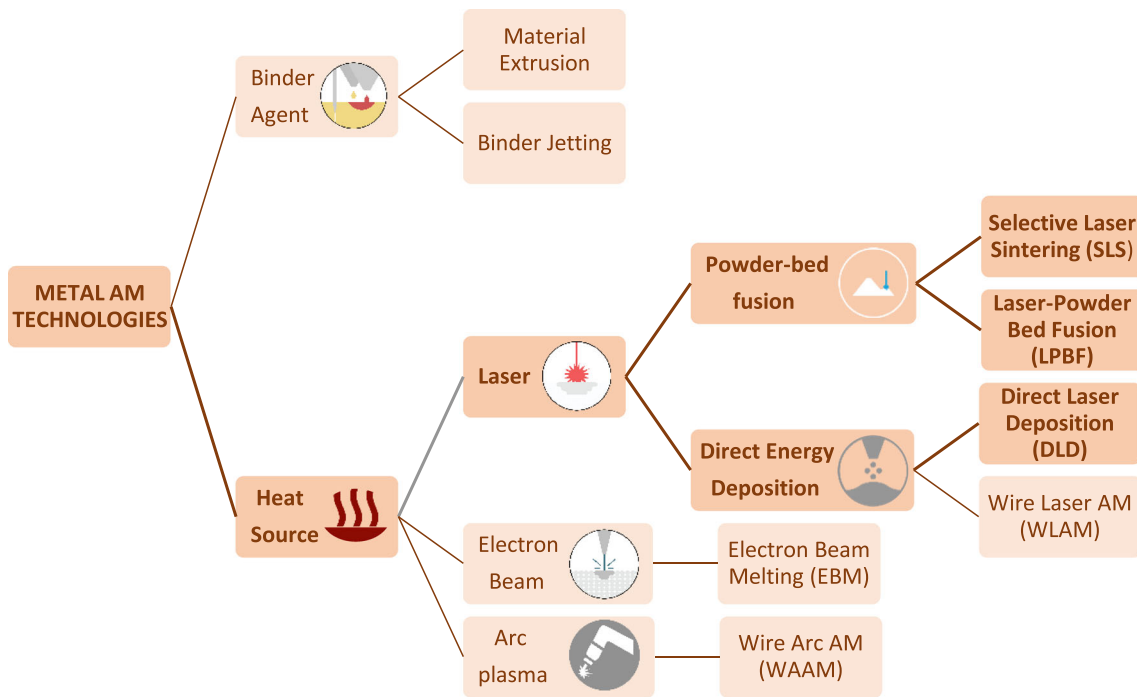 METAL AM
TECHNOLOGIES
Binder
Agent
Material
Extrusion
Binder Jetting
Heat
Source
Laser
Powder-bed
fusion
Selective Laser
Sintering (SLS)
Laser-Powder
Bed Fusion
(LPBF)
Direct Energy
Deposition
Direct Laser
Deposition
(DLD)
Wire Laser AM
(WLAM)
Electron
Beam
Electron Beam
Melting (EBM)
Arc
plasma
Wire Arc AM
(WAAM)